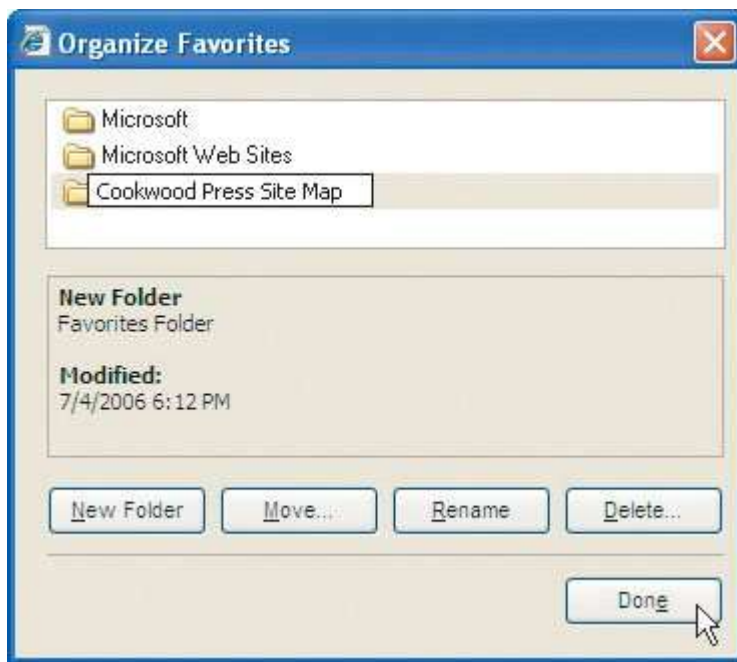 Organize Favorites
Microsoft
Microsoft Web Sites
Cookwood Press Site Map
New Folder
Favorites Folder
Modified:
7/4/2006 6:12 PM
New Folder Move... Rename Delete...
Done